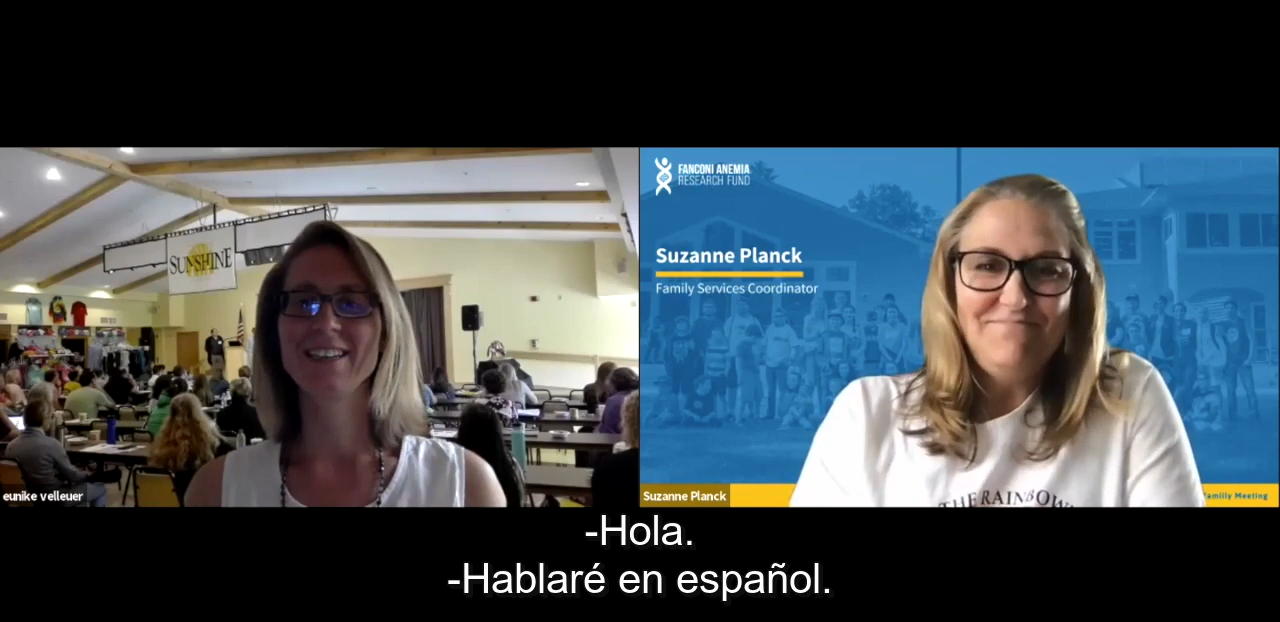 SUNSHINE
eunike velleuer
FANCONI ANEMIA
RESEARCH FUND
Suzanne Planck
Family Services Coordinator
THE RAINBOW
Suzanne Planck
Family Meeting
-Hola.
-Hablaré en español.